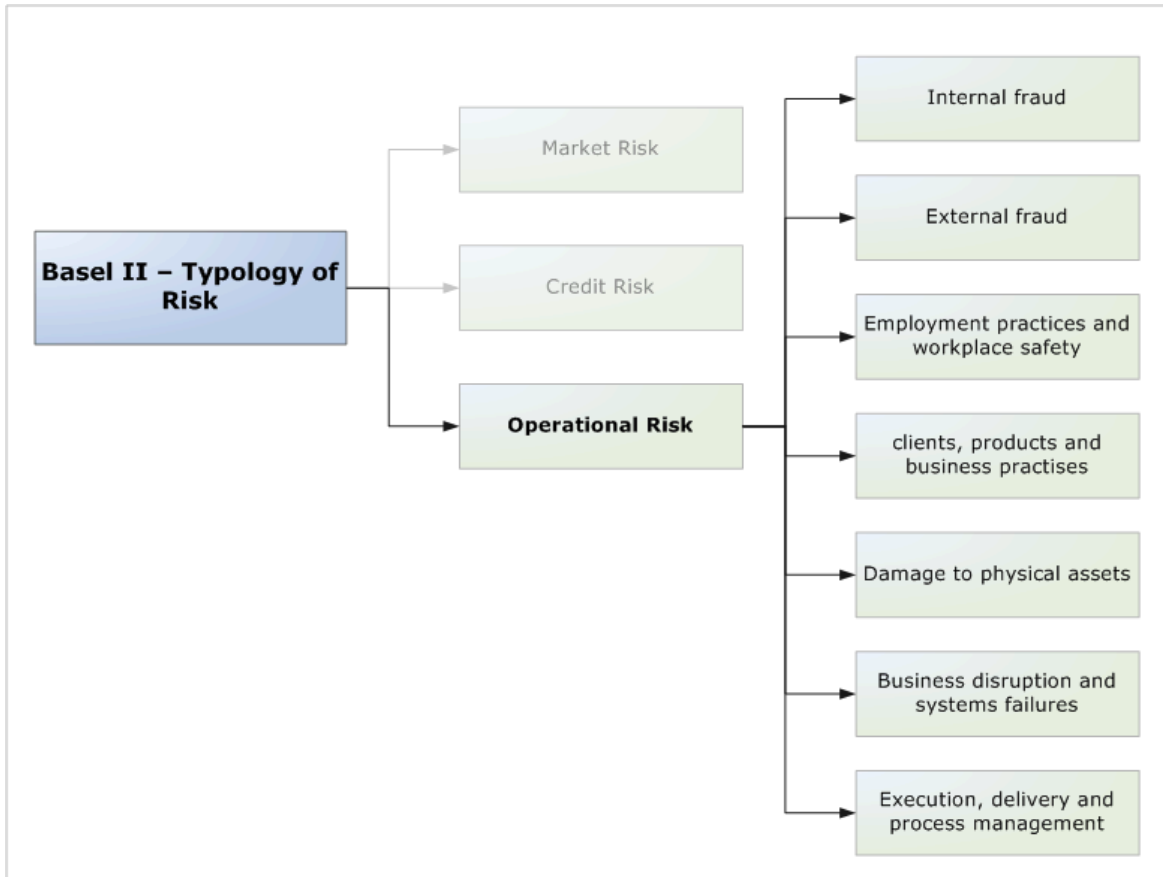 Basel II – Typology of
Risk
Market Risk
Credit Risk
Operational Risk
Internal fraud
External fraud
Employment practices and
workplace safety
clients, products and
business practises
Damage to physical assets
Business disruption and
systems failures
Execution, delivery and
process management